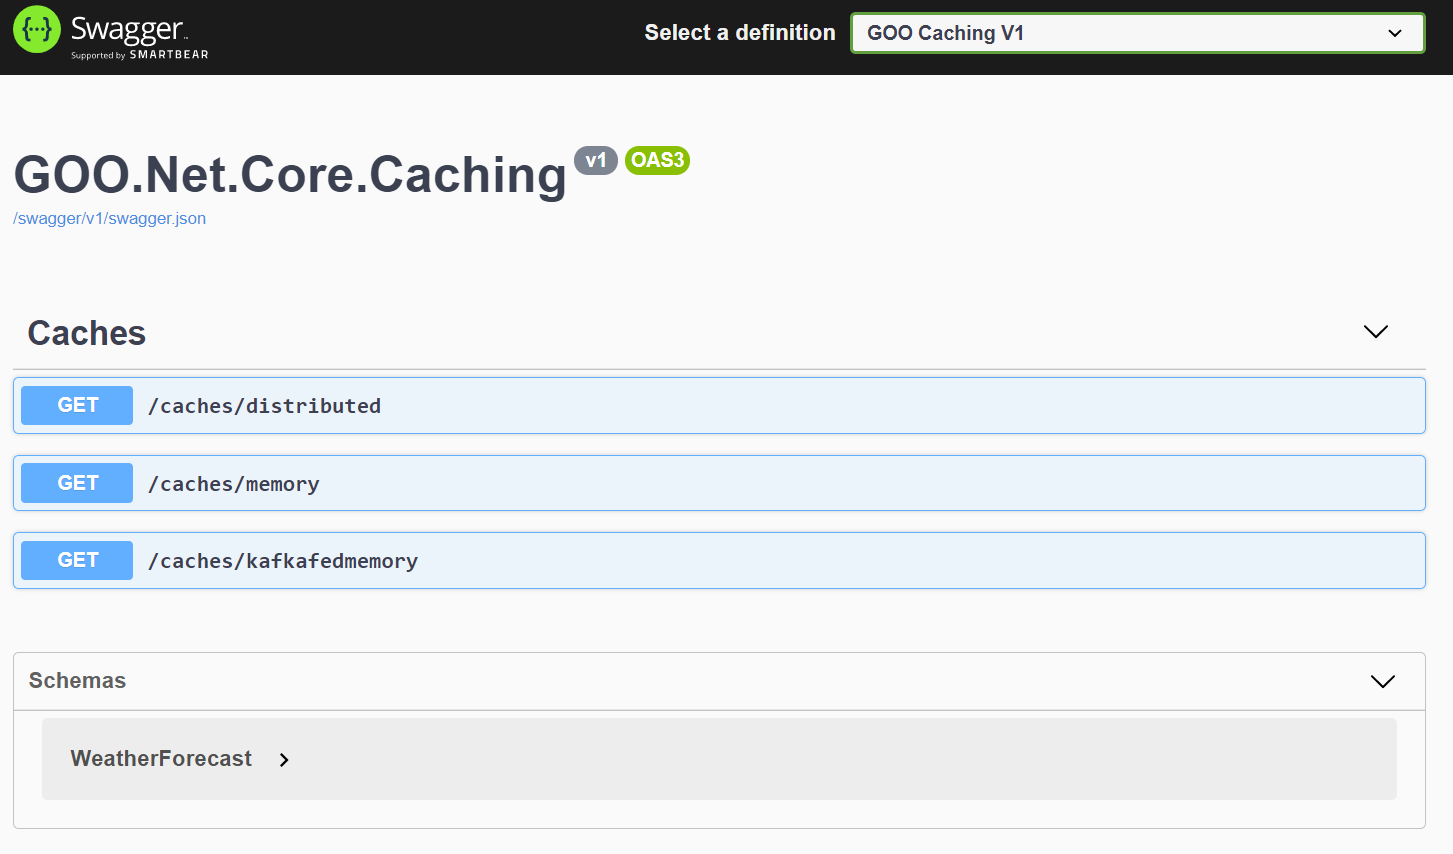 {···} Swagger™
Supported by SMARTBEAR
Select a definition
GOO Caching V1
GOO.Net.Core.Caching v1 OAS3
/swagger/v1/swagger.json
Caches
GET /caches/distributed
GET /caches/memory
GET /caches/kafkafedmemory
Schemas
WeatherForecast